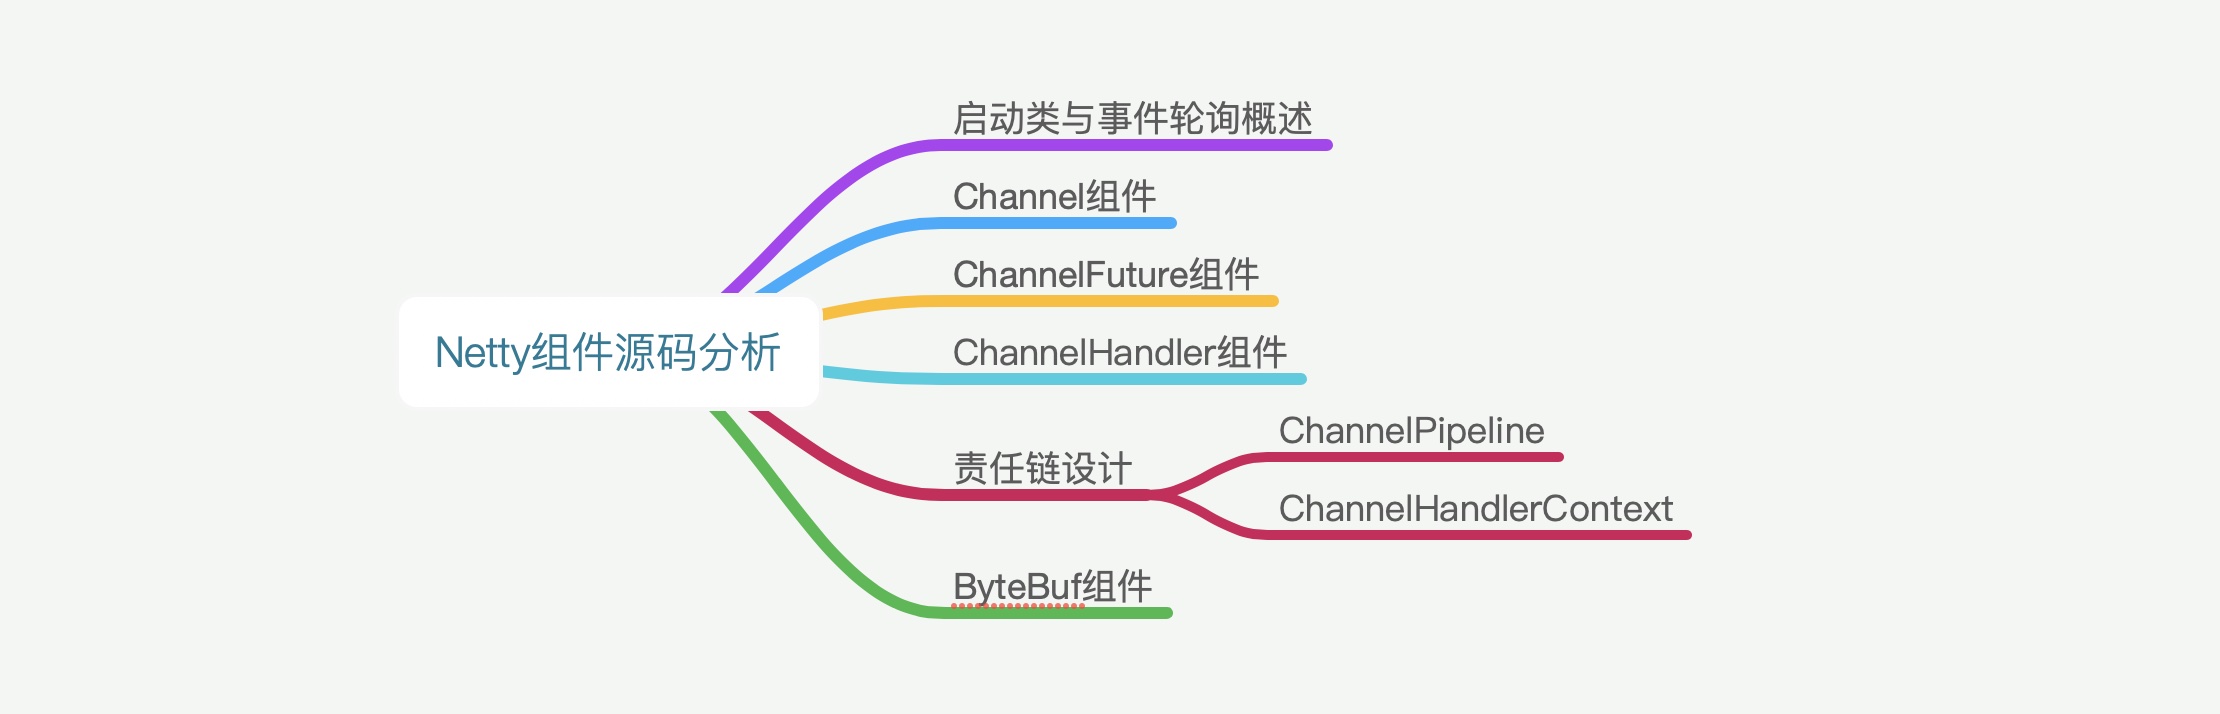 Netty组件源码分析
启动类与事件轮询概述
Channel组件
ChannelFuture组件
ChannelHandler组件
责任链设计
ChannelPipeline
ChannelHandlerContext
ByteBuf组件